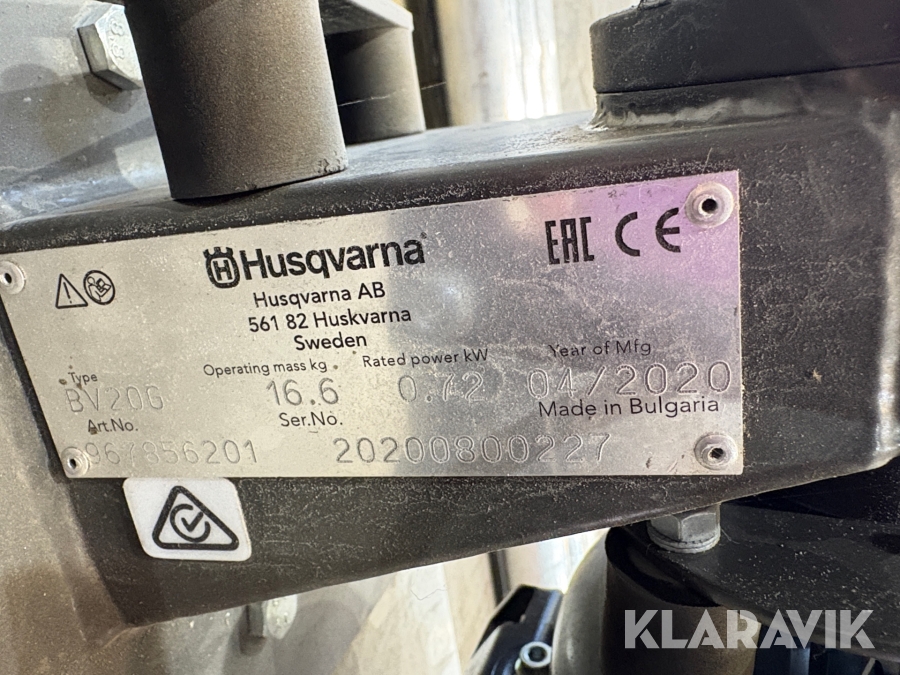 Husqvarna
EAC CE
Husqvarna AB
561 82 Huskvarna
Sweden
Type
Operating mass kg
Rated power kW
Year of Mfg
BV20G
16.6
0.72
04/2020
Art.No.
Ser.No.
Made in Bulgaria
967856201
20200800227
KLARAVIK